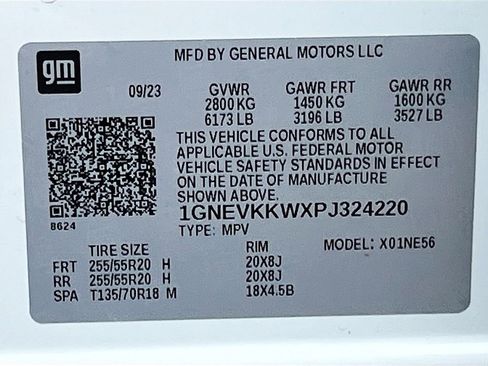 gm
MFD BY GENERAL MOTORS LLC
09/23 GVWR GAWR FRT GAWR RR
2800 KG 1450 KG 1600 KG
6173 LB 3196 LB 3527 LB
THIS VEHICLE CONFORMS TO ALL
APPLICABLE U.S. FEDERAL MOTOR
VEHICLE SAFETY STANDARDS IN EFFECT
ON THE DATE OF MANUFACTURE
SHOWN ABOVE.
8624 1GNEVKKWXPJ324220
TYPE: MPV
TIRE SIZE RIM MODEL: X01NE56
FRT 255/55R20 H 20X8J
RR 255/55R20 H 20X8J
SPA T135/70R18 M 18X4.5B